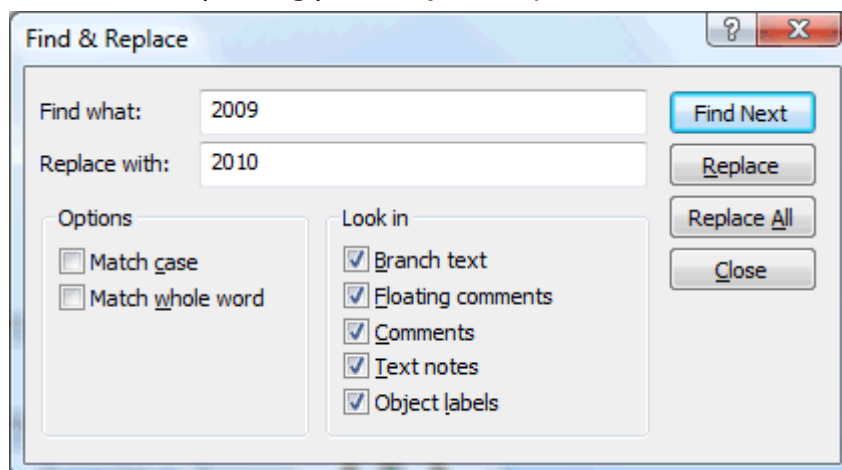 Find & Replace
Find what: 2009 Find Next
Replace with: 2010 Replace
Options Look in Replace All
Match case Branch text Close
Match whole word Floating comments
Comments
Text notes
Object labels